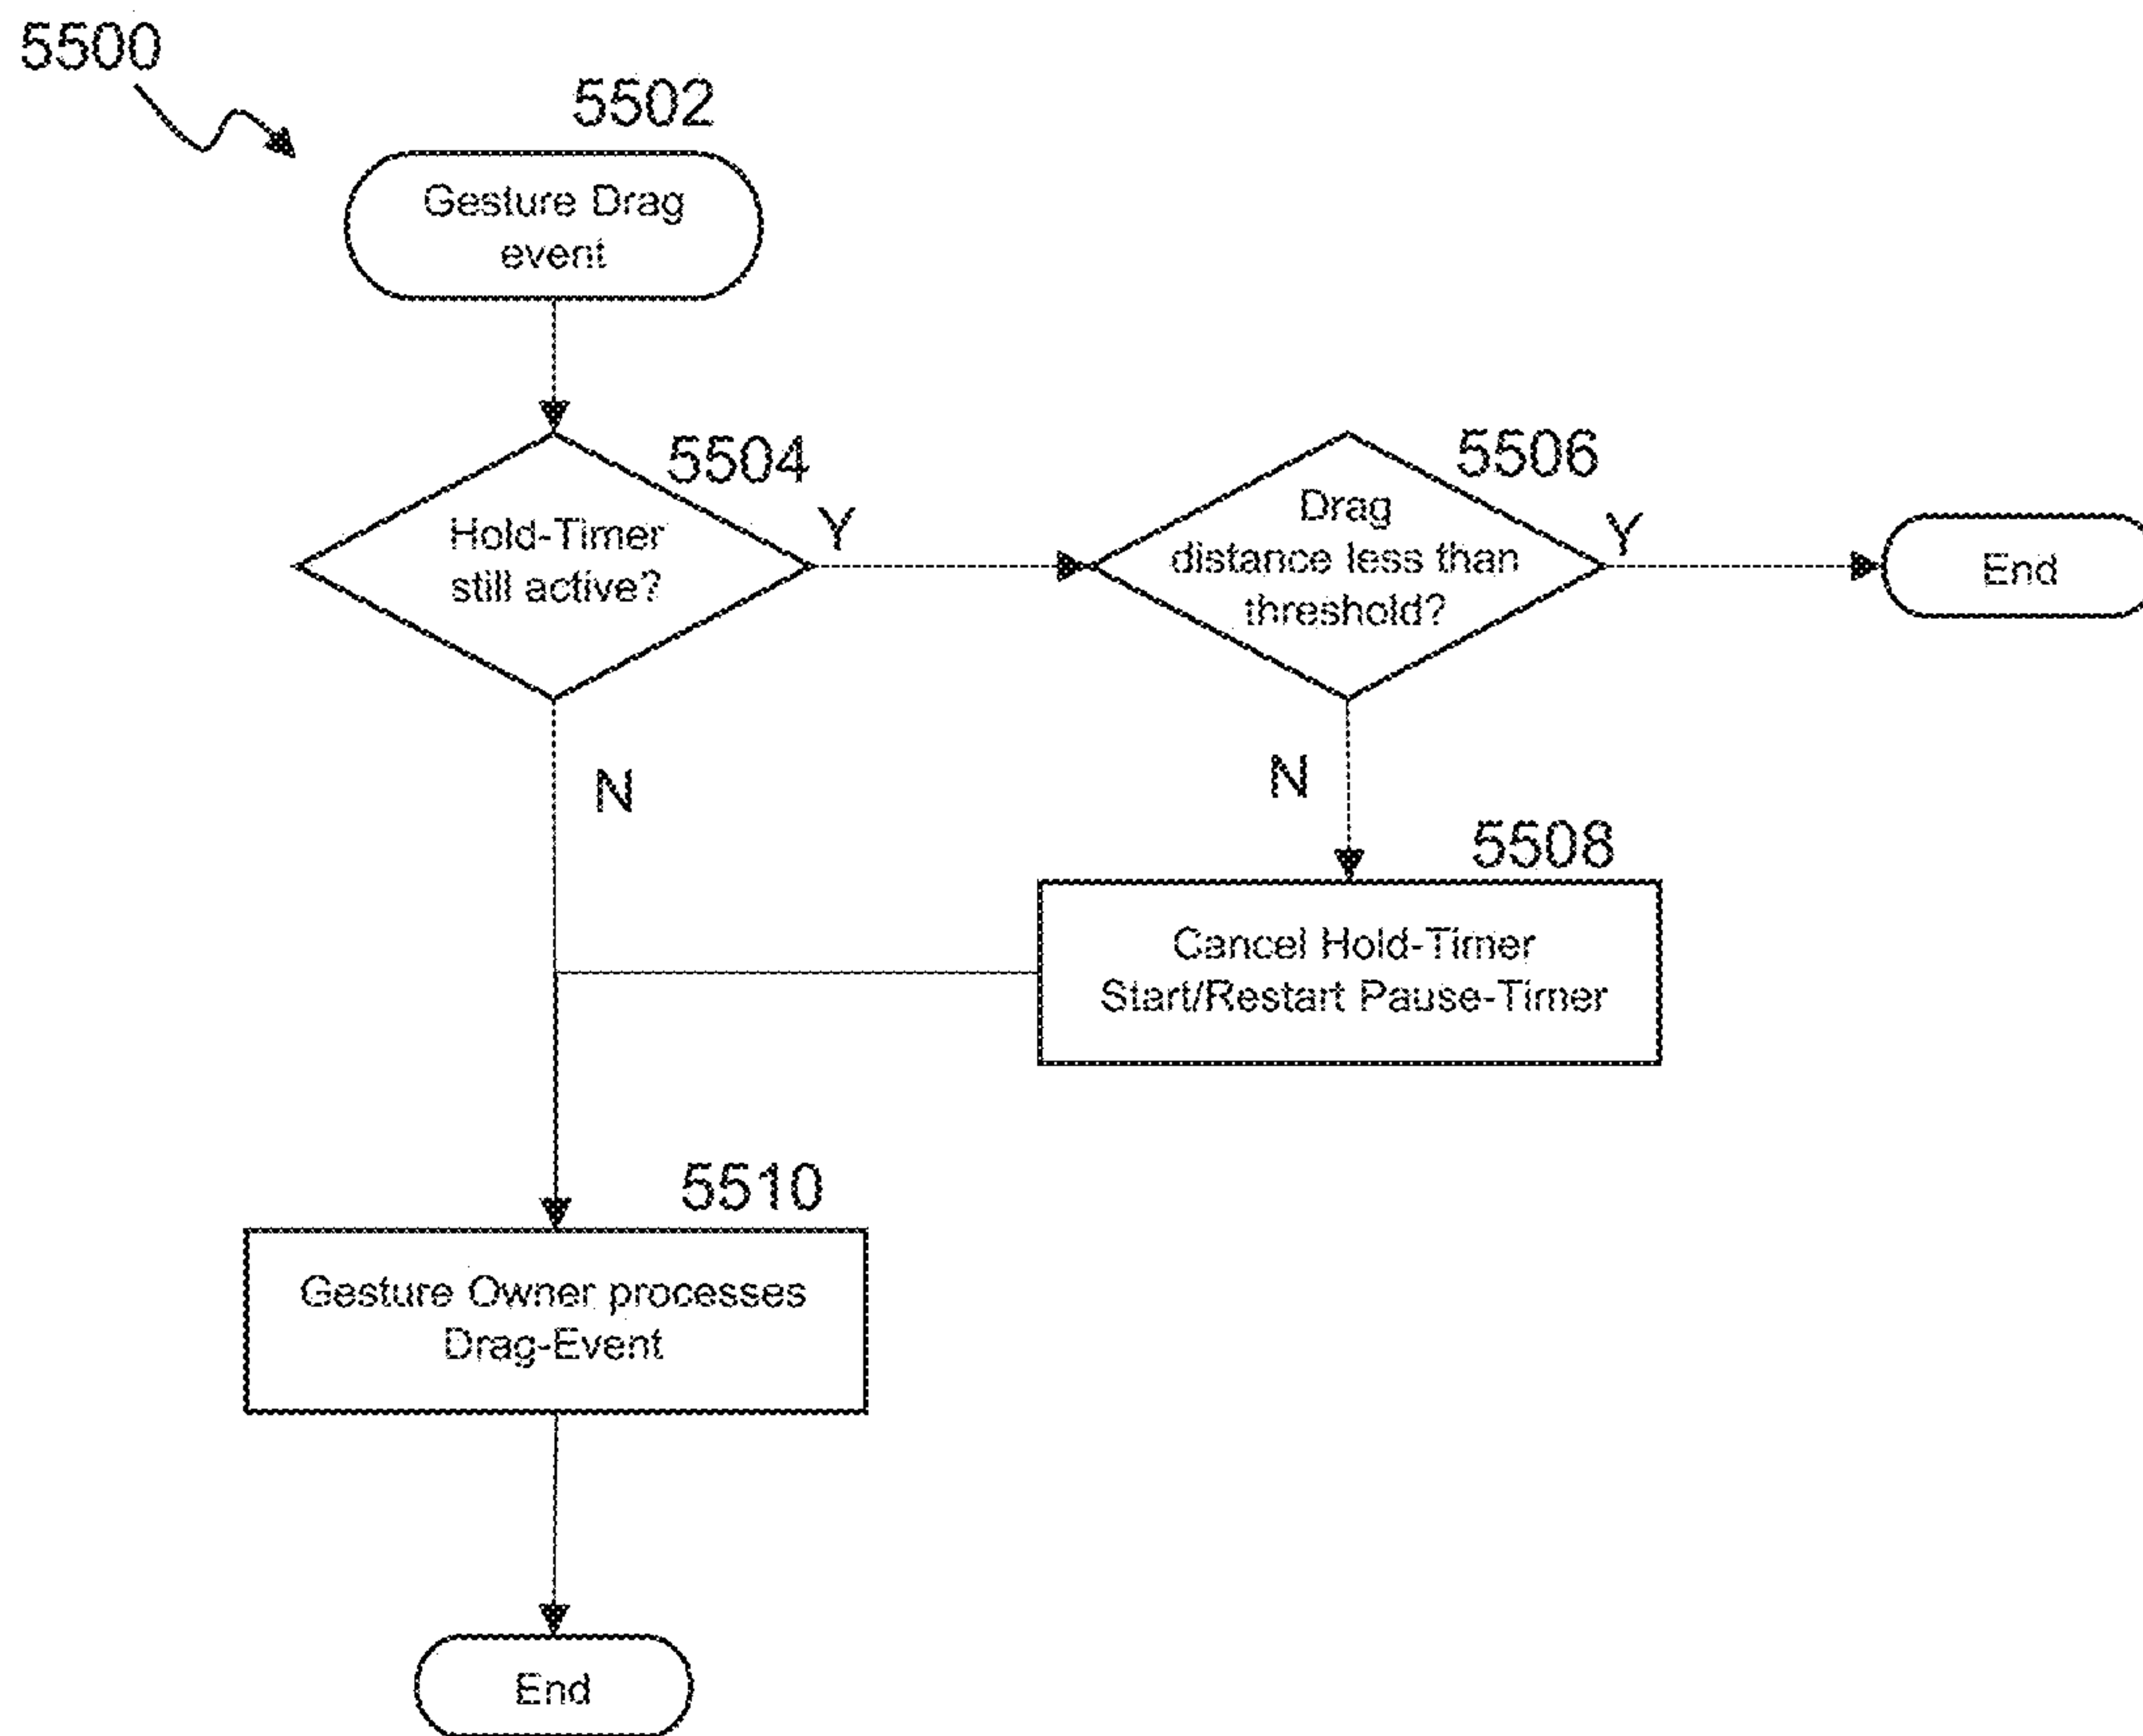 5500
5502
Gesture Drag
event
5504
Hold-Timer
still active?
Y
5506
Drag
distance less than
threshold?
Y
End
N
N
5508
Cancel Hold-Timer
Start/Restart Pause-Timer
5510
Gesture Owner processes
Drag-Event
End